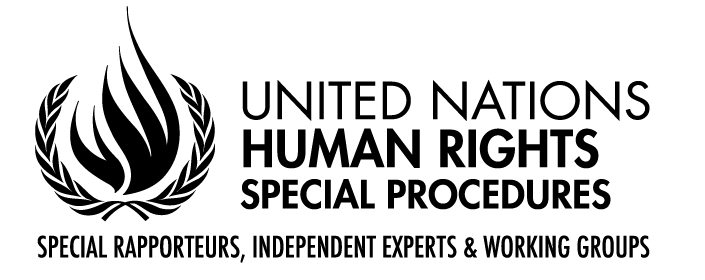 UNITED NATIONS
HUMAN RIGHTS
SPECIAL PROCEDURES
SPECIAL RAPPORTEURS, INDEPENDENT EXPERTS & WORKING GROUPS